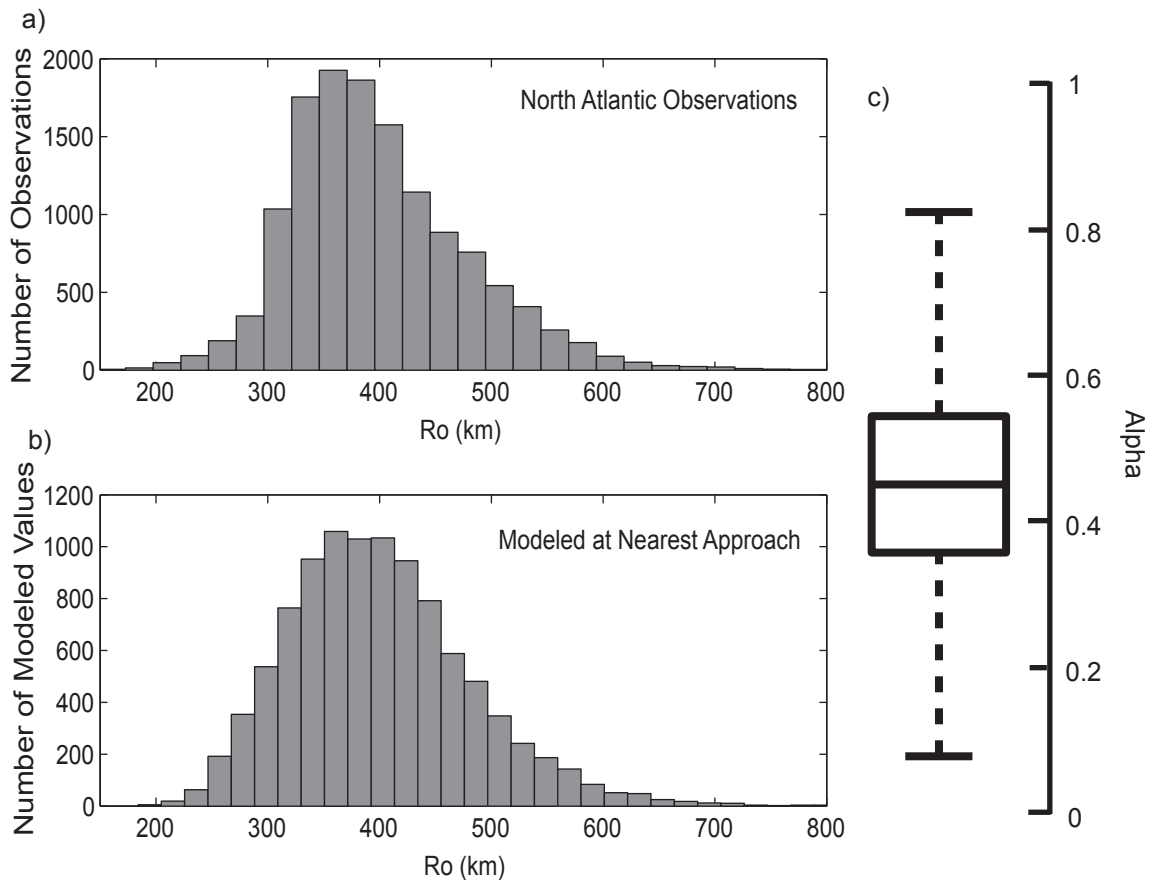 a)
Number of Observations
2000
1500
1000
500
0
North Atlantic Observations
200 300 400 500 600 700 800
Ro (km)
b)
Number of Modeled Values
1200
1000
800
600
400
200
0
Modeled at Nearest Approach
200 300 400 500 600 700 800
Ro (km)
c)
1
0.8
0.6
0.4
0.2
0
Alpha